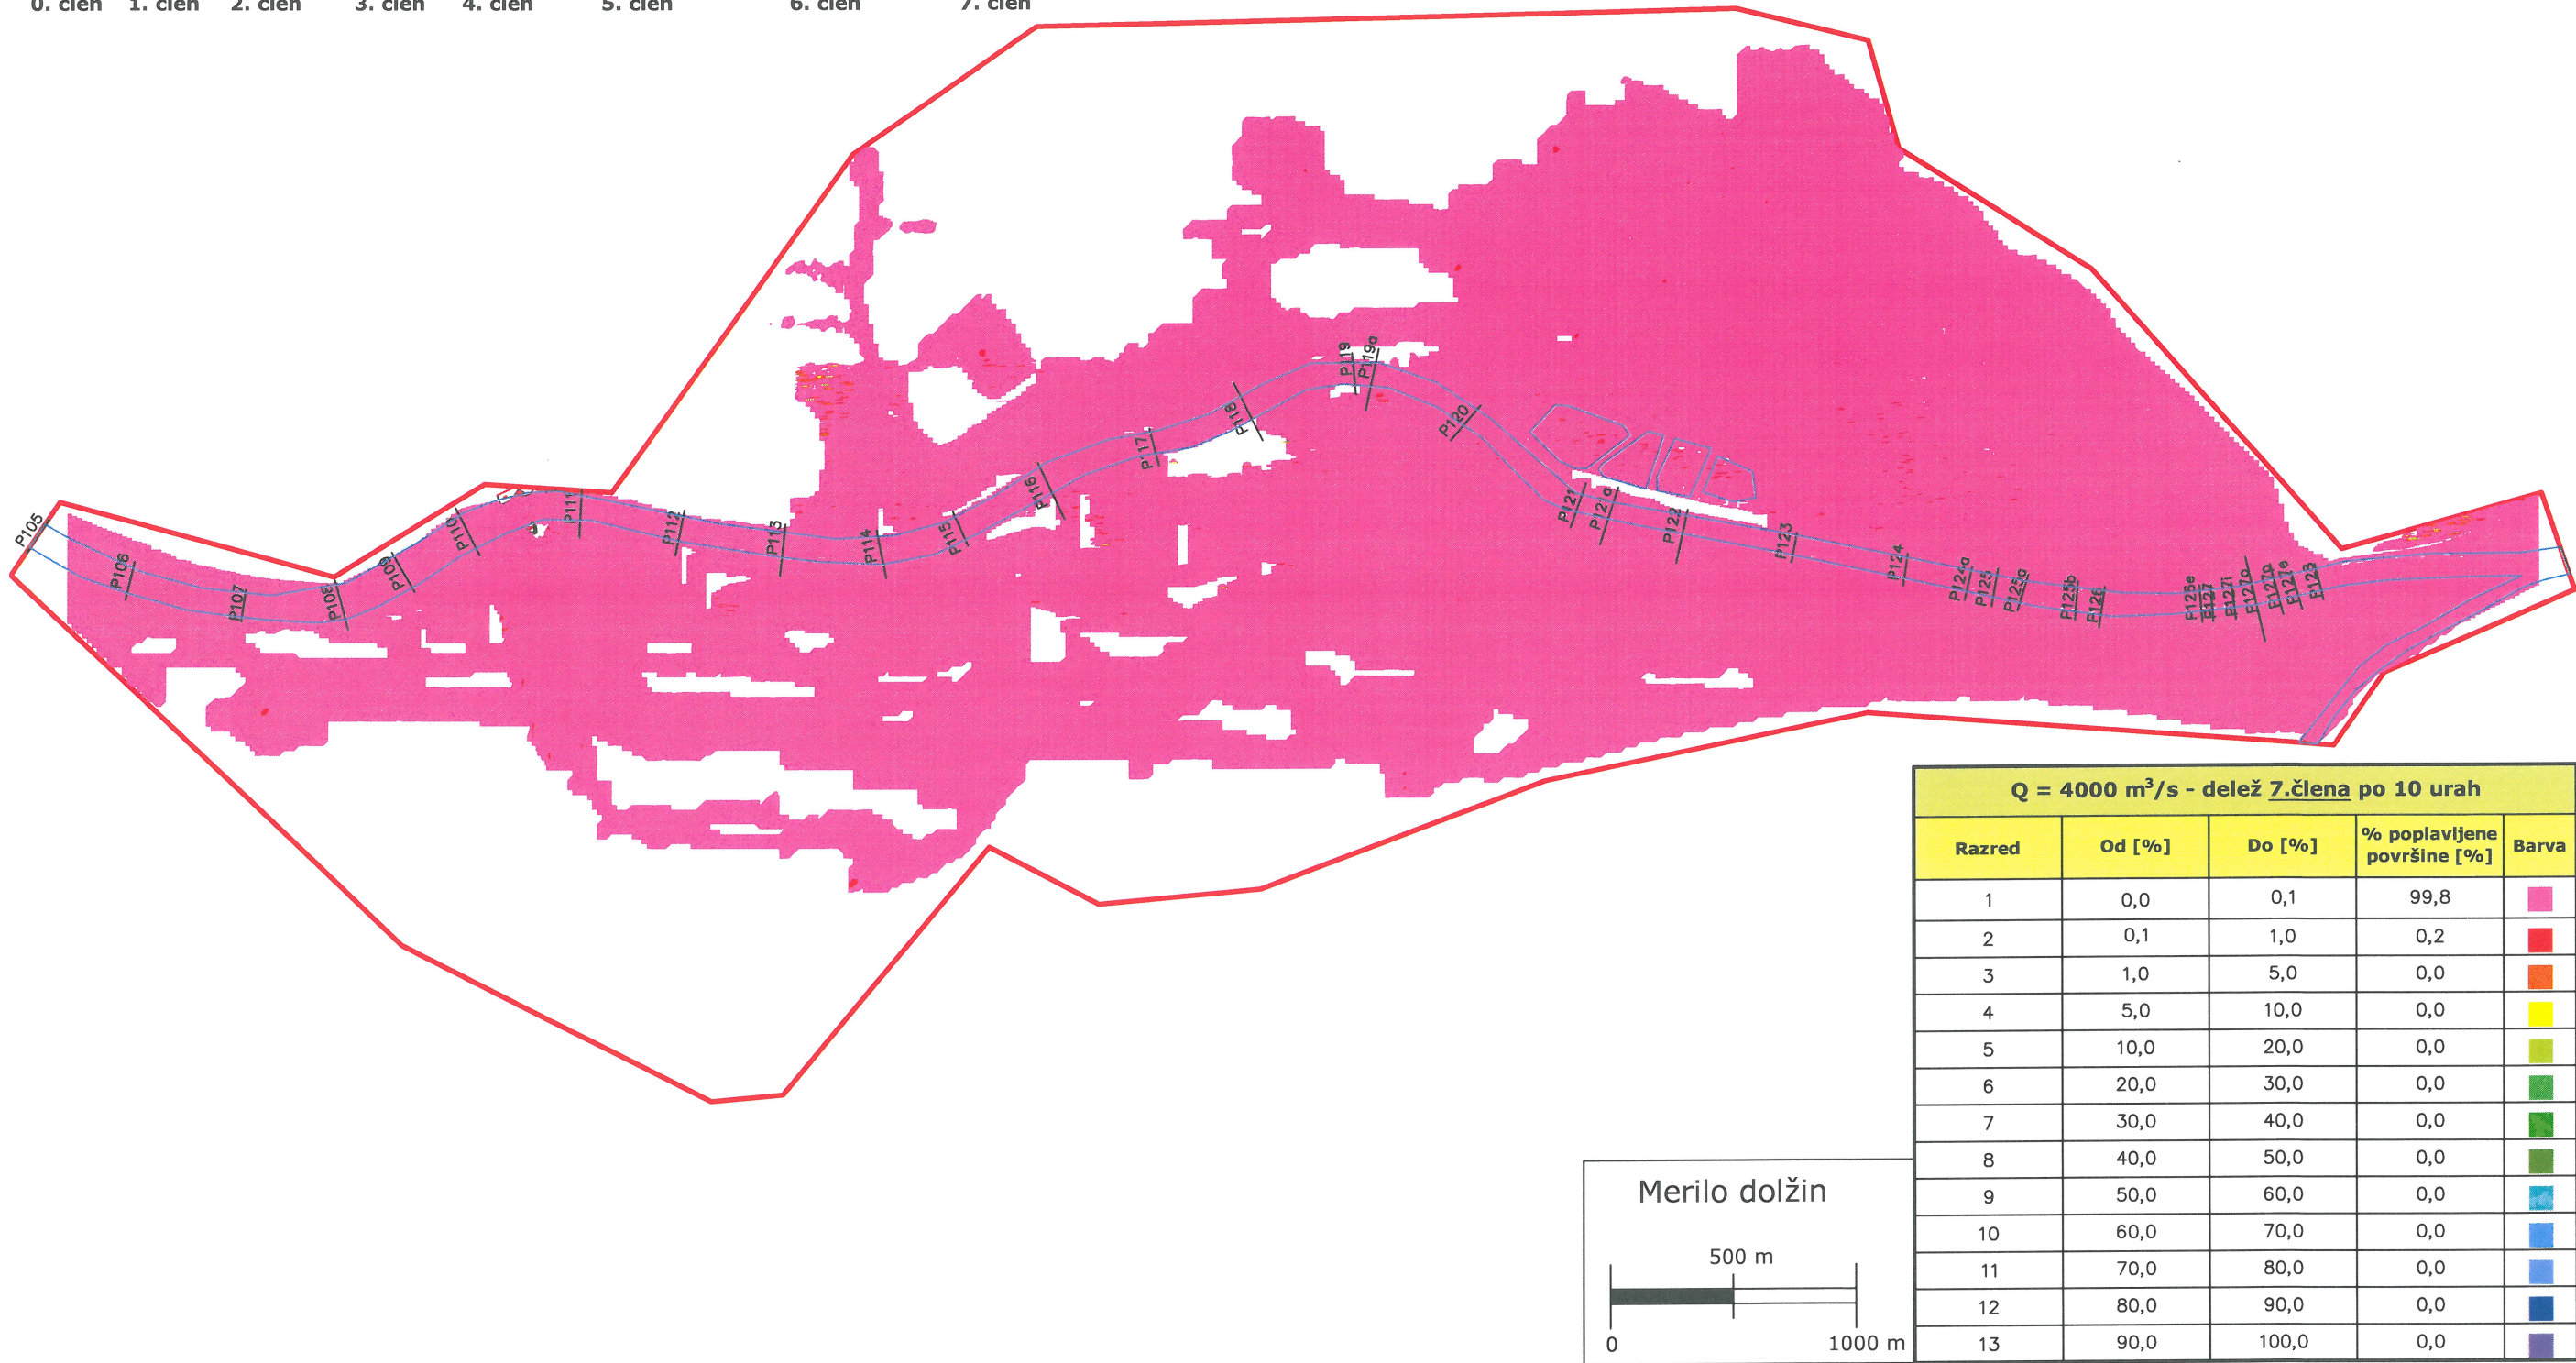 0. člen 1. člen 2. člen 3. člen 4. člen 5. člen 6. člen 7. člen
P105
P106
P107
P108
P109
P110
P111
P112
P113
P114
P115
P116
P117
P118
P119
P119a
P120
P121
P121a
P122
P123
P124
P124a
P125
P125a
P125b
P126
P125e
P127
P127i
P127o
P127p
P127e
P123
Q = 4000 m³/s - delež 7.člena po 10 urah
Razred Od [%] Do [%] % poplavljene površine [%] Barva
1 0,0 0,1 99,8
2 0,1 1,0 0,2
3 1,0 5,0 0,0
4 5,0 10,0 0,0
5 10,0 20,0 0,0
6 20,0 30,0 0,0
7 30,0 40,0 0,0
8 40,0 50,0 0,0
9 50,0 60,0 0,0
10 60,0 70,0 0,0
11 70,0 80,0 0,0
12 80,0 90,0 0,0
13 90,0 100,0 0,0
Merilo dolžin
500 m
0 1000 m